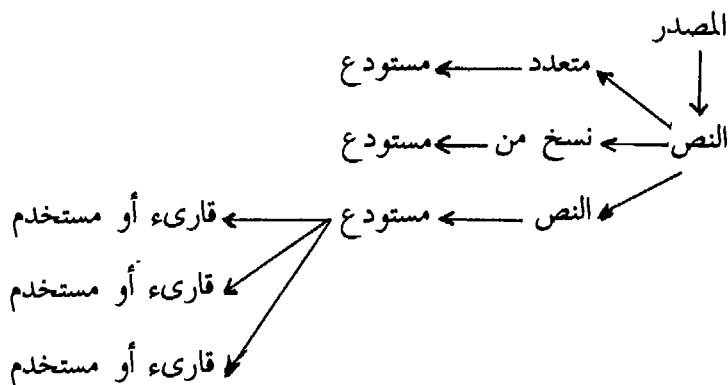 المصدر
متعدد مستودع
النص نسخ من مستودع
النص مستودع قارىء أو مستخدم
قارىء أو مستخدم
قارىء أو مستخدم